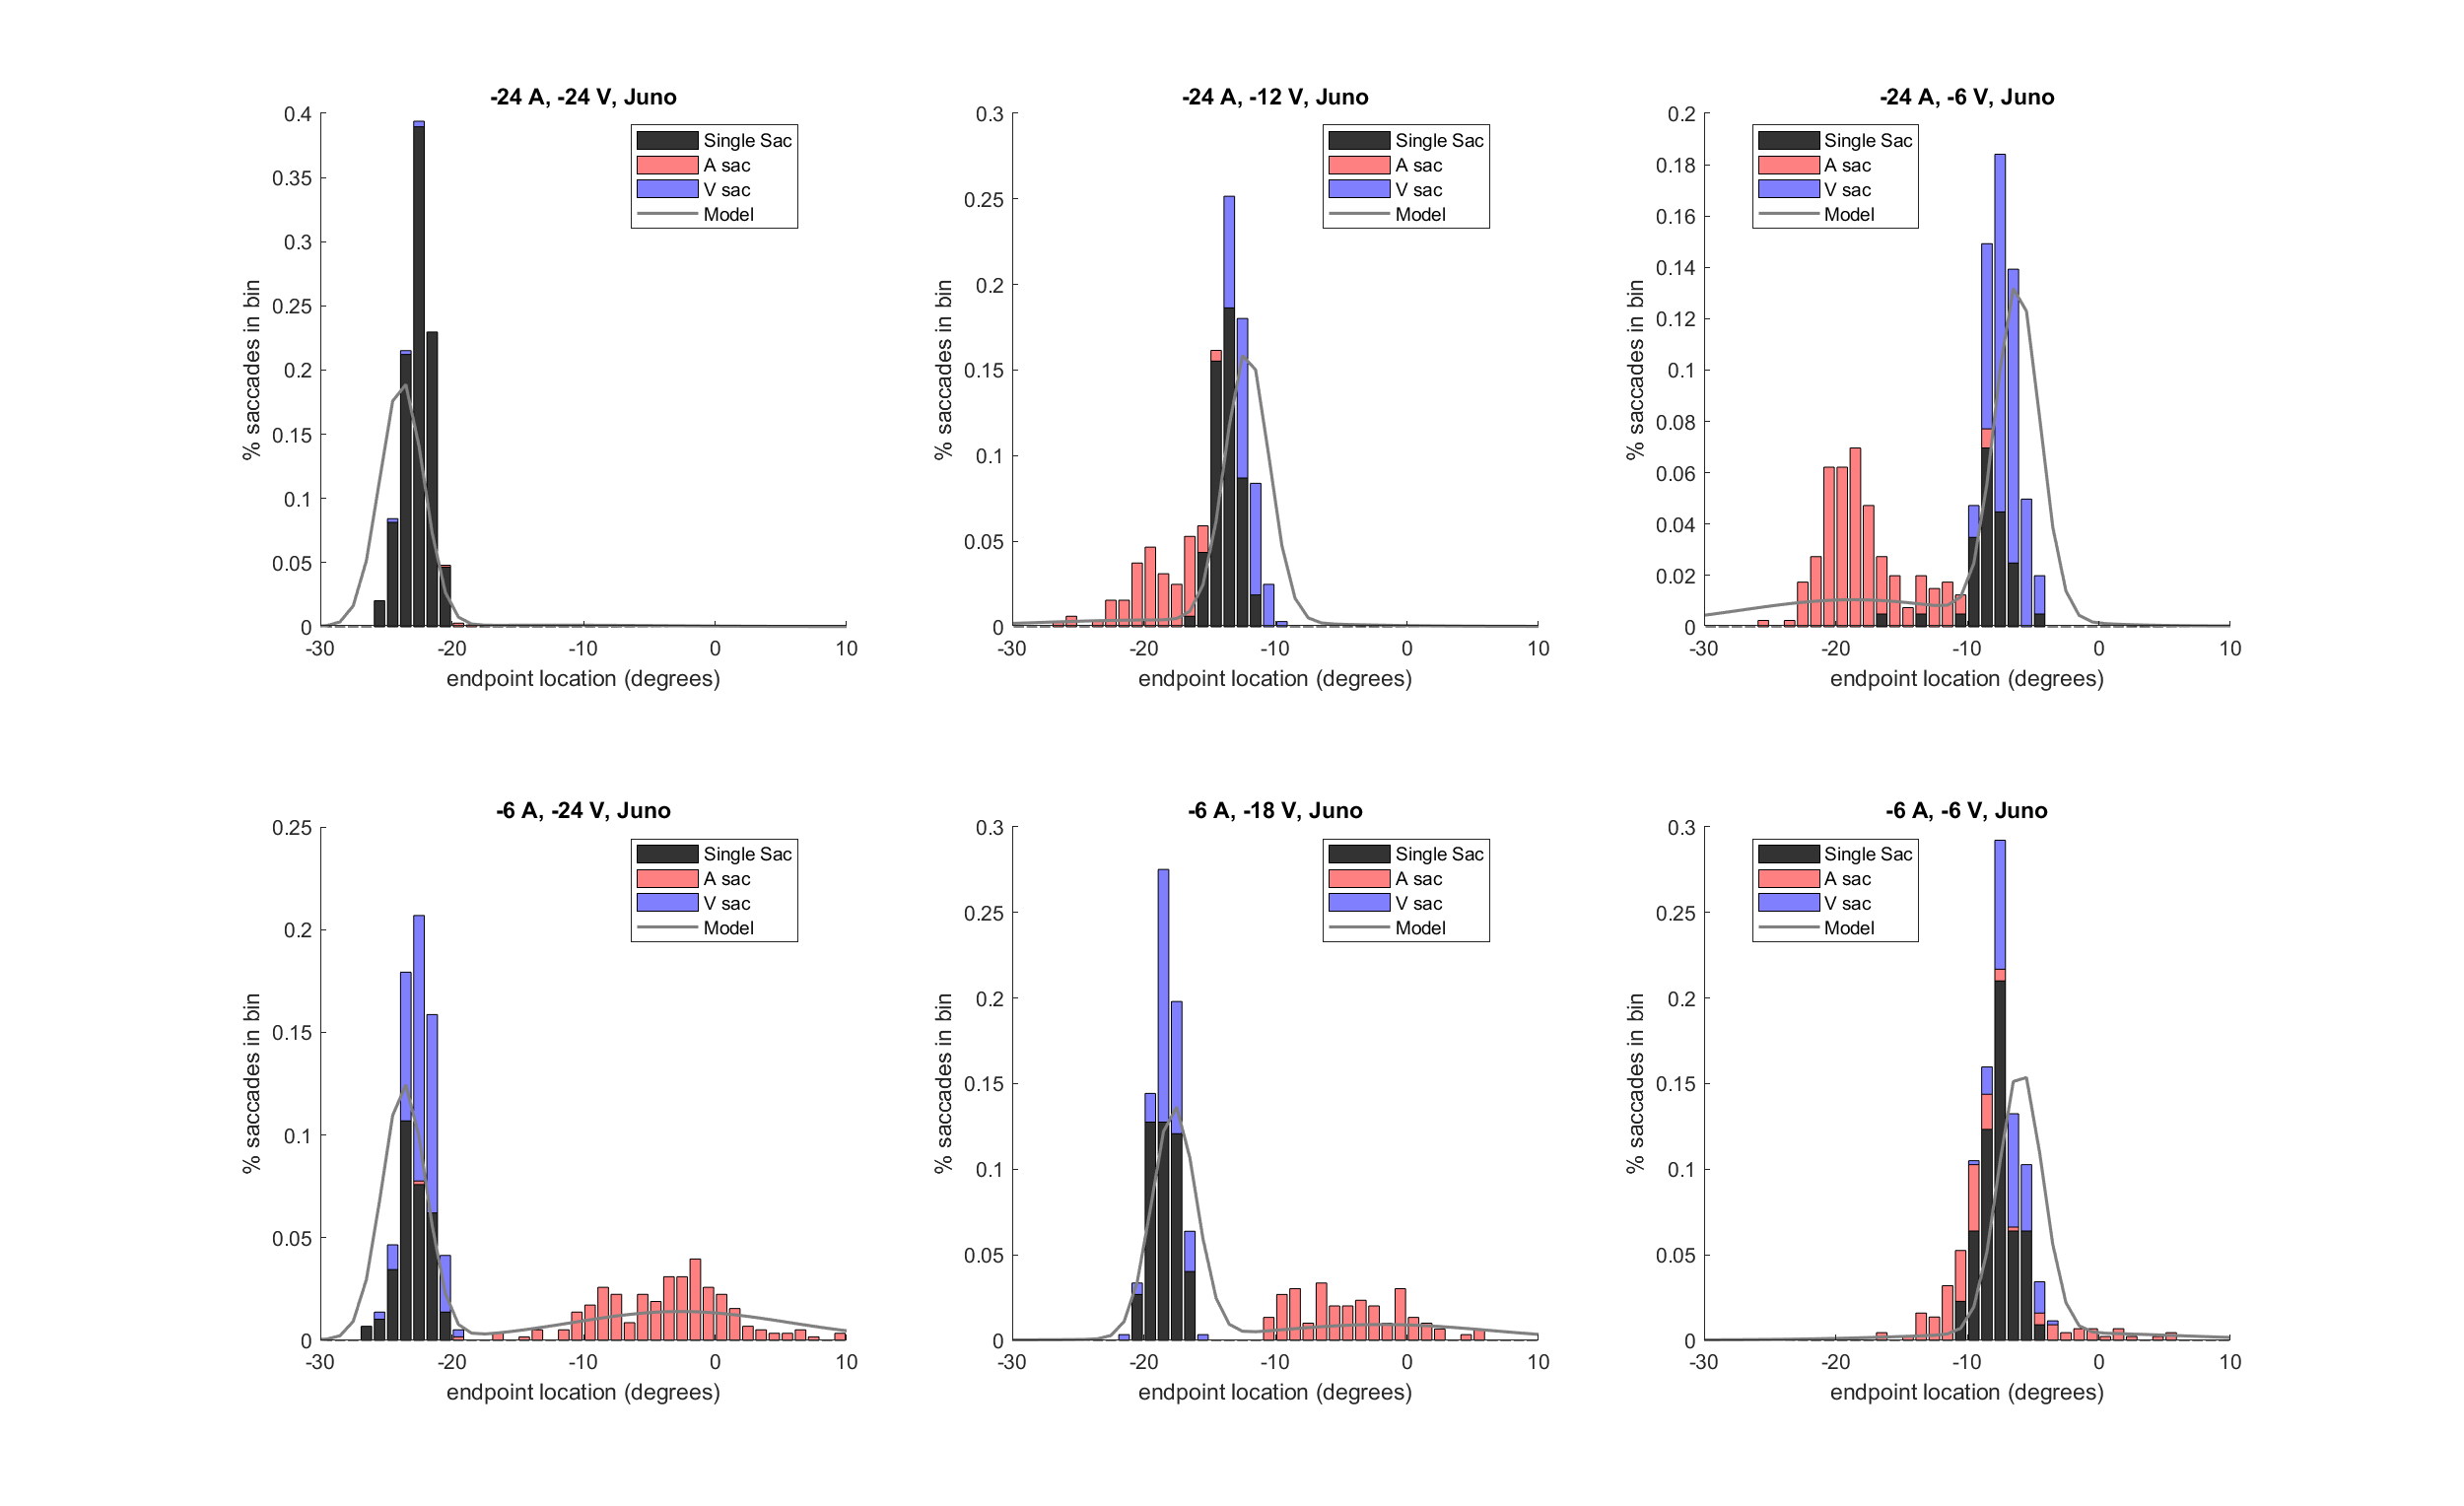 -24 A, -24 V, Juno
0.4
0.35
0.3
0.25
0.2
0.15
0.1
0.05
0
% saccades in bin
Single Sac
A sac
V sac
Model
-30 -20 -10 0 10
endpoint location (degrees)
-24 A, -12 V, Juno
0.3
0.25
0.2
0.15
0.1
0.05
0
% saccades in bin
Single Sac
A sac
V sac
Model
-30 -20 -10 0 10
endpoint location (degrees)
-24 A, -6 V, Juno
0.2
0.18
0.16
0.14
0.12
0.1
0.08
0.06
0.04
0.02
0
% saccades in bin
Single Sac
A sac
V sac
Model
-30 -20 -10 0 10
endpoint location (degrees)
-6 A, -24 V, Juno
0.25
0.2
0.15
0.1
0.05
0
% saccades in bin
Single Sac
A sac
V sac
Model
-30 -20 -10 0 10
endpoint location (degrees)
-6 A, -18 V, Juno
0.3
0.25
0.2
0.15
0.1
0.05
0
% saccades in bin
Single Sac
A sac
V sac
Model
-30 -20 -10 0 10
endpoint location (degrees)
-6 A, -6 V, Juno
0.3
0.25
0.2
0.15
0.1
0.05
0
% saccades in bin
Single Sac
A sac
V sac
Model
-30 -20 -10 0 10
endpoint location (degrees)